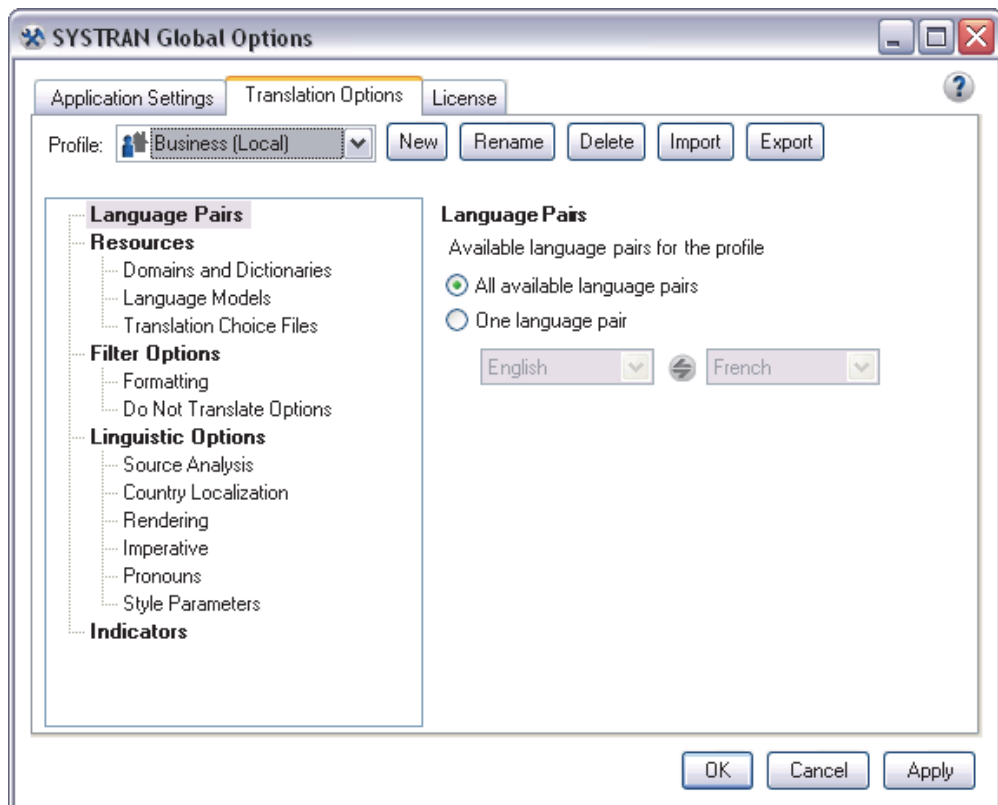 SYSTRAN Global Options
Application Settings Translation Options License
Profile: Business (Local) New Rename Delete Import Export
Language Pairs
Resources
Domains and Dictionaries
Language Models
Translation Choice Files
Filter Options
Formatting
Do Not Translate Options
Linguistic Options
Source Analysis
Country Localization
Rendering
Imperative
Pronouns
Style Parameters
Indicators
Language Pairs
Available language pairs for the profile
All available language pairs
One language pair
English French
OK Cancel Apply